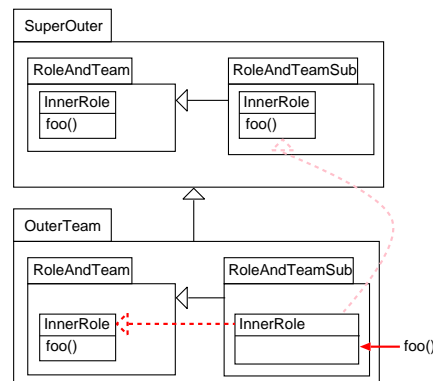 SuperOuter
RoleAndTeam
RoleAndTeamSub
InnerRole
foo()
InnerRole
foo()
OuterTeam
RoleAndTeam
RoleAndTeamSub
InnerRole
foo()
InnerRole
foo()